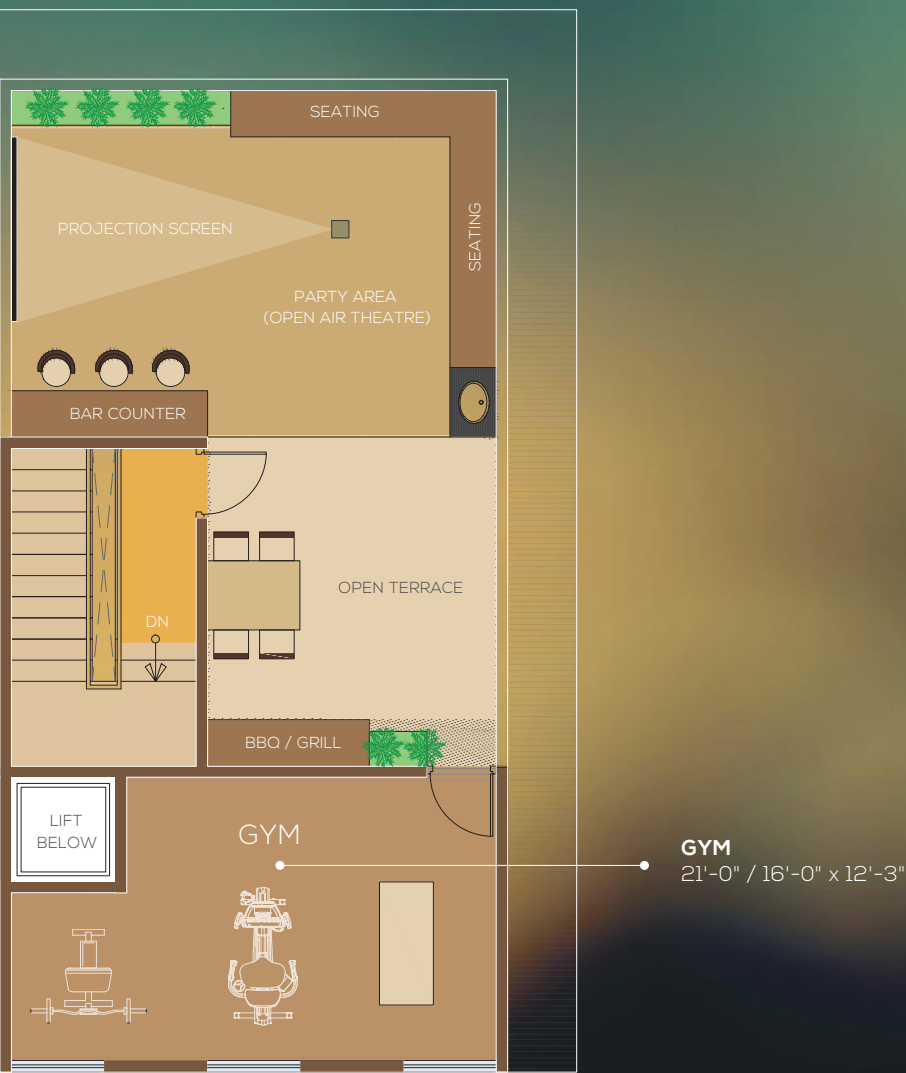 SEATING
SEATING
PROJECTION SCREEN
PARTY AREA
(OPEN AIR THEATRE)
BAR COUNTER
OPEN TERRACE
DN
BBQ / GRILL
LIFT
BELOW
GYM
GYM
21'-0" / 16'-0" x 12'-3"